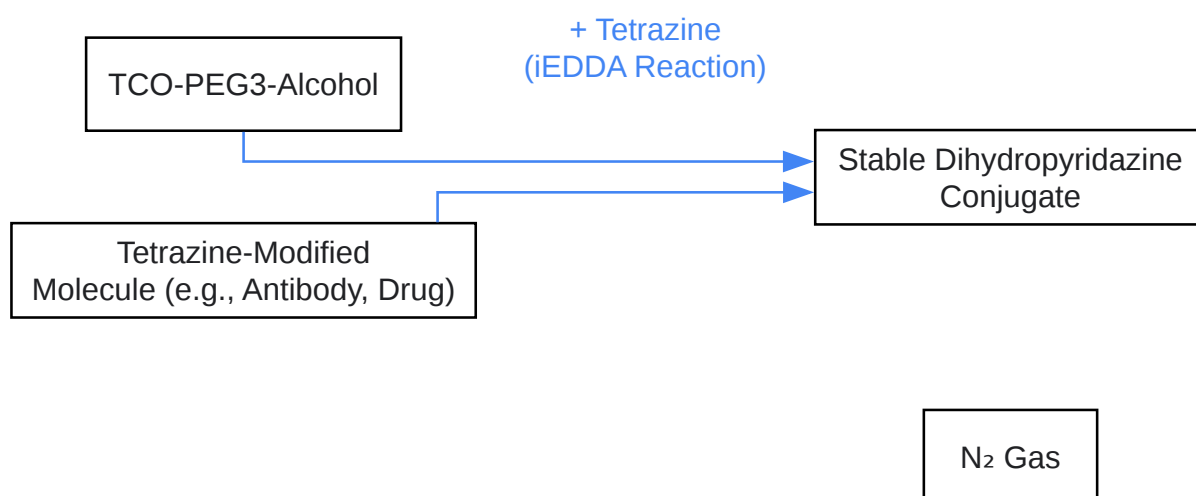 + Tetrazine
(iEDDA Reaction)
TCO-PEG3-Alcohol
Stable Dihydropyridazine
Conjugate
Tetrazine-Modified
Molecule (e.g., Antibody, Drug)
N₂ Gas